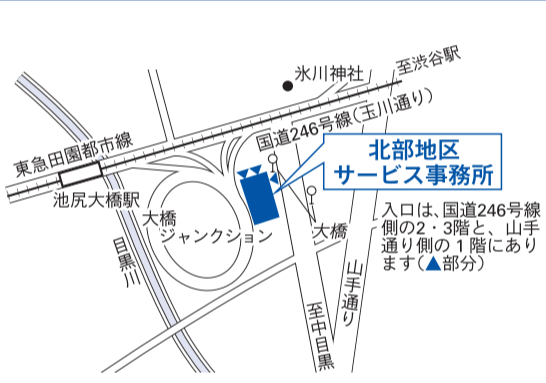 氷川神社
至渋谷駅
国道246号線(玉川通り)
東急田園都市線
池尻大橋駅
北部地区
サービス事務所
大橋
ジャンクション
大橋
目黒川
入口は、国道246号線
側の2・3階と、山手
通り側の1階にあり
ます(▲部分)
山手通り
至中目黒